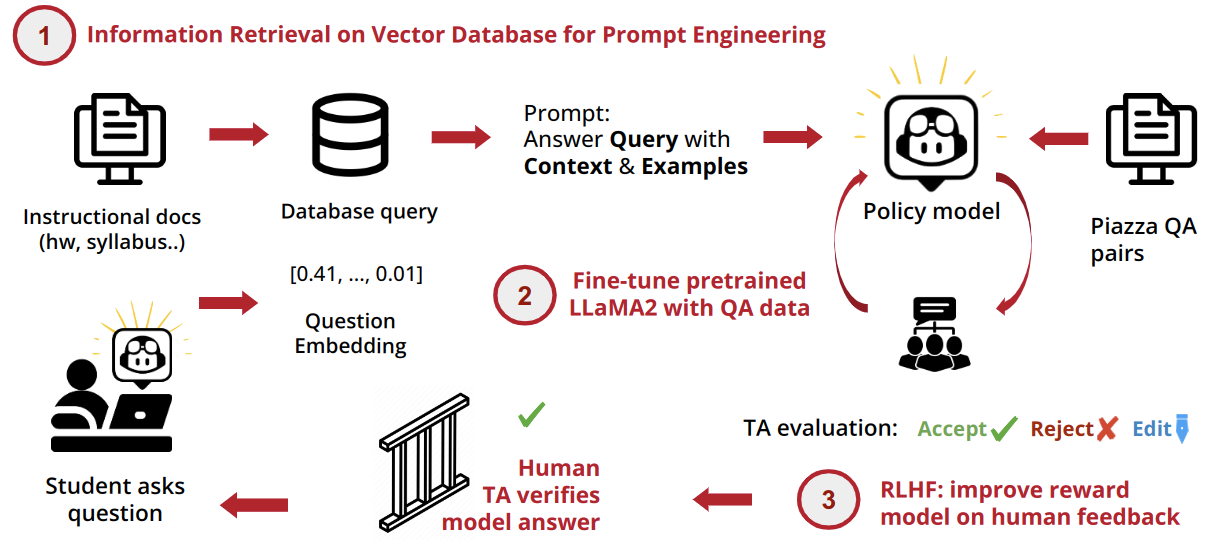 1
Information Retrieval on Vector Database for Prompt Engineering
Instructional docs
(hw, syllabus..)
Database query
Prompt:
Answer Query with
Context & Examples
Policy model
Piazza QA
pairs
[0.41, ..., 0.01]
Question
Embedding
2
Fine-tune pretrained
LLaMA2 with QA data
Student asks
question
Human
TA verifies
model answer
TA evaluation: Accept Reject Edit
3
RLHF: improve reward
model on human feedback